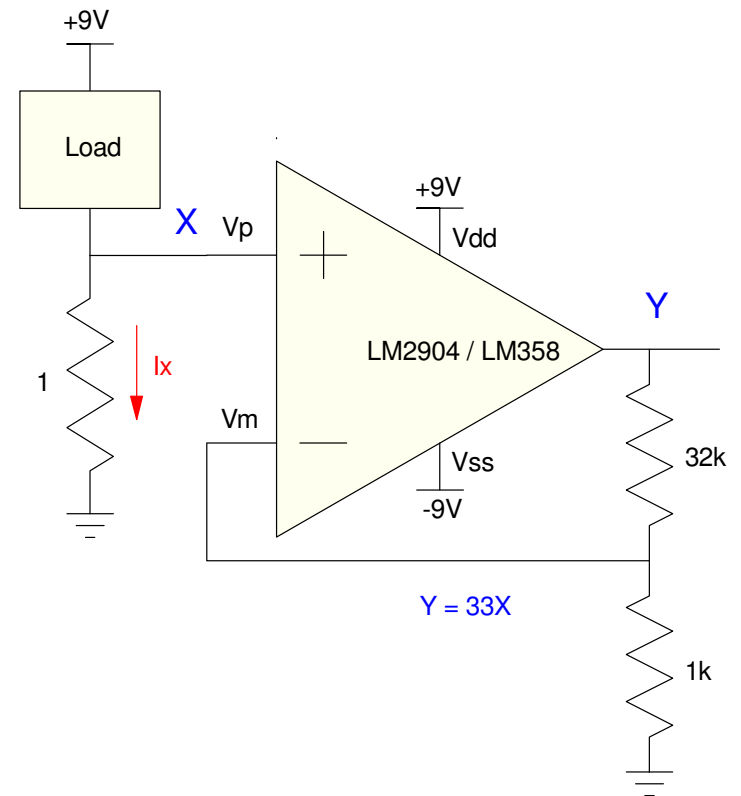 +9V
Load
X
Vp
+9V
Vdd
Y
LM2904 / LM358
1
Ix
Vm
Vss
-9V
32k
Y = 33X
1k